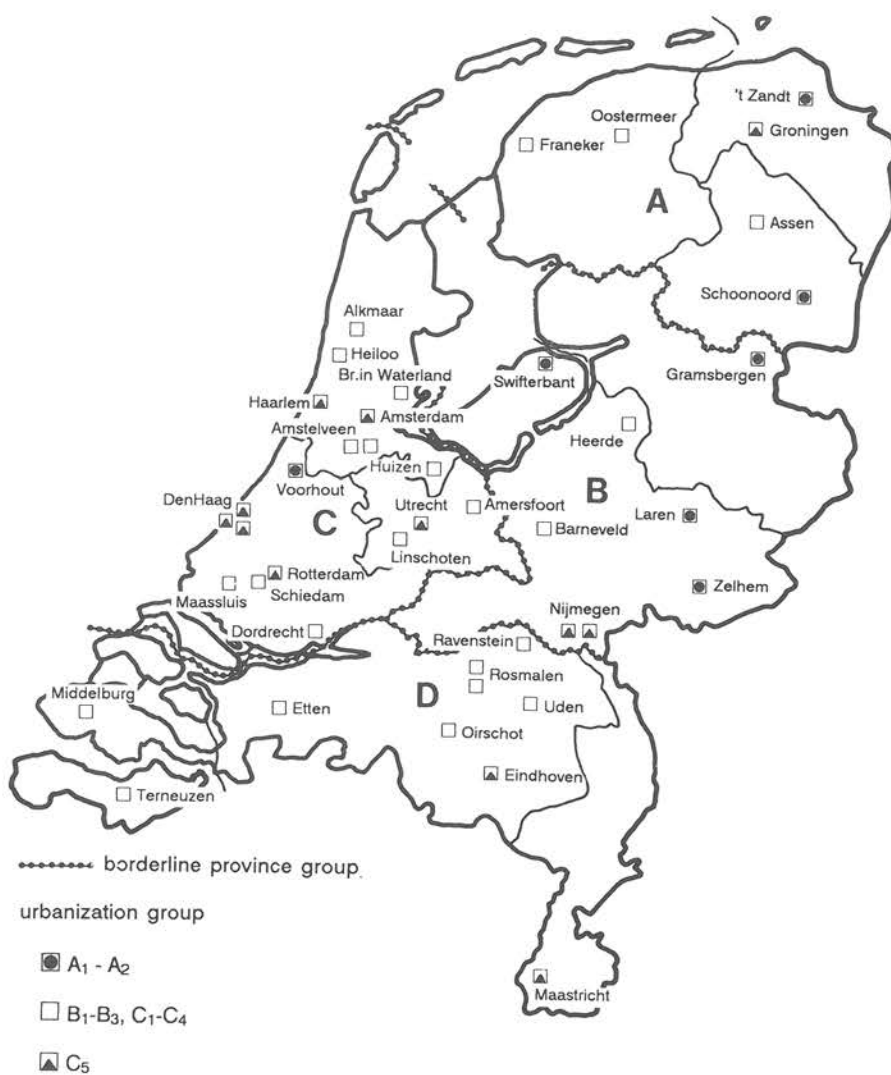 't Zandt
Oostermeer
Groningen
Franeker
A
Assen
Schoonoord
Alkmaar
Heiloo
Gramsbergen
Br.in Waterland
Swifterbant
Haarlem
Amsterdam
Amstelveen
Heerde
Huizen
Voorhout
B
DenHaag
Utrecht
Amersfoort
C
Laren
Barneveld
Linschoten
Rotterdam
Zelhem
Maassluis
Schiedam
Nijmegen
Dordrecht
Ravenstein
Rosmalen
Middelburg
D
Etten
Uden
Oirschot
Eindhoven
Terneuzen
borderline province group
urbanization group
A1 - A2
Maastricht
B1-B3, C1-C4
C5